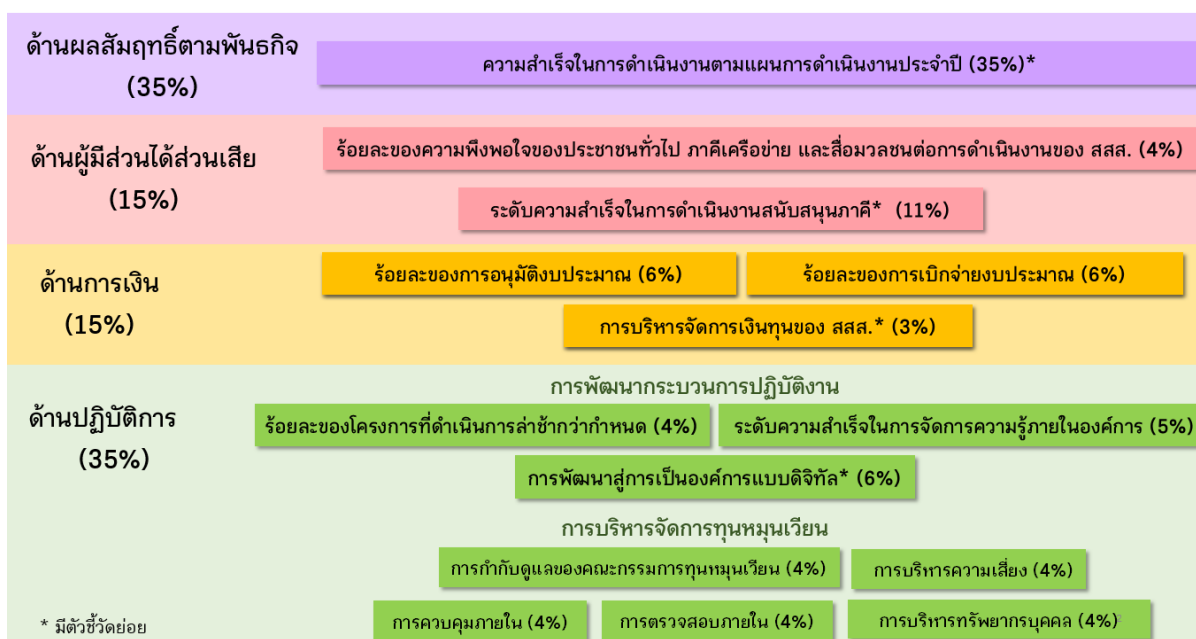 ด้านผลสัมฤทธิ์ตามพันธกิจ
(35%)
ความสำเร็จในการดำเนินงานตามแผนการดำเนินงานประจำปี (35%)*
ด้านผู้มีส่วนได้ส่วนเสีย
(15%)
ร้อยละของความพึงพอใจของประชาชนทั่วไป ภาคีเครือข่าย และสื่อมวลชนต่อการดำเนินงานของ สสส. (4%)
ระดับความสำเร็จในการดำเนินงานสนับสนุนภาคี* (11%)
ด้านการเงิน
(15%)
ร้อยละของการอนุมัติงบประมาณ (6%)
ร้อยละของการเบิกจ่ายงบประมาณ (6%)
การบริหารจัดการเงินทุนของ สสส.* (3%)
ด้านปฏิบัติการ
(35%)
การพัฒนากระบวนการปฏิบัติงาน
ร้อยละของโครงการที่ดำเนินการล่าช้ากว่ากำหนด (4%)
ระดับความสำเร็จในการจัดการความรู้ภายในองค์การ (5%)
การพัฒนาสู่การเป็นองค์การแบบดิจิทัล* (6%)
การบริหารจัดการทุนหมุนเวียน
การกำกับดูแลของคณะกรรมการทุนหมุนเวียน (4%)
การบริหารความเสี่ยง (4%)
การควบคุมภายใน (4%)
การตรวจสอบภายใน (4%)
การบริหารทรัพยากรบุคคล (4%)
* มีตัวชี้วัดย่อย